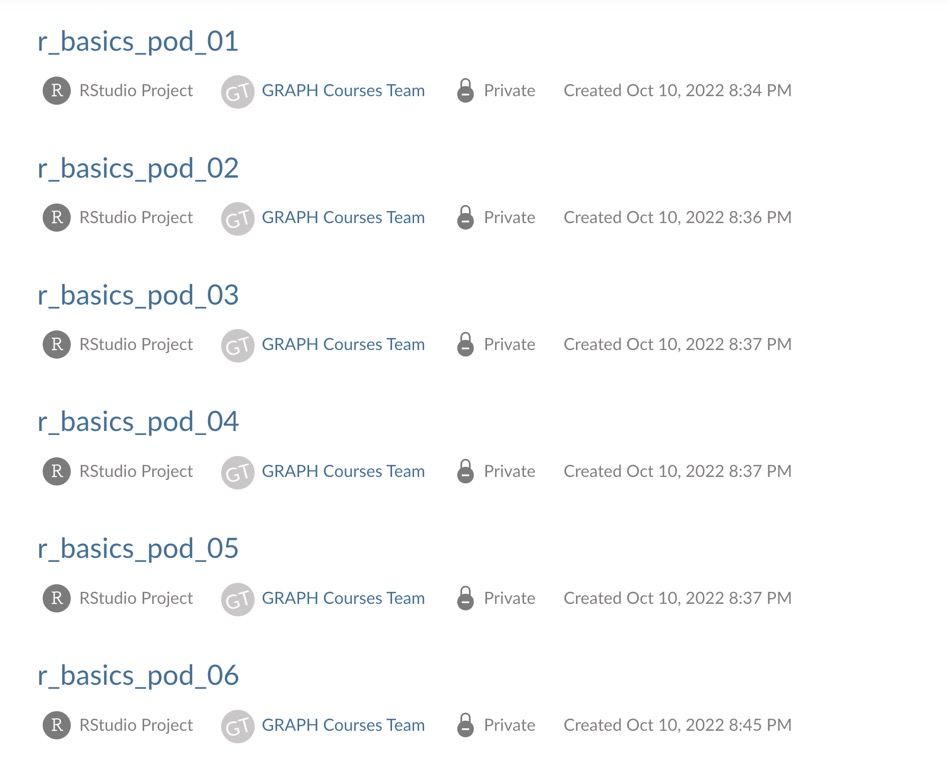 r_basics_pod_01
R RStudio Project GT GRAPH Courses Team Private Created Oct 10, 2022 8:34 PM
r_basics_pod_02
R RStudio Project GT GRAPH Courses Team Private Created Oct 10, 2022 8:36 PM
r_basics_pod_03
R RStudio Project GT GRAPH Courses Team Private Created Oct 10, 2022 8:37 PM
r_basics_pod_04
R RStudio Project GT GRAPH Courses Team Private Created Oct 10, 2022 8:37 PM
r_basics_pod_05
R RStudio Project GT GRAPH Courses Team Private Created Oct 10, 2022 8:37 PM
r_basics_pod_06
R RStudio Project GT GRAPH Courses Team Private Created Oct 10, 2022 8:45 PM